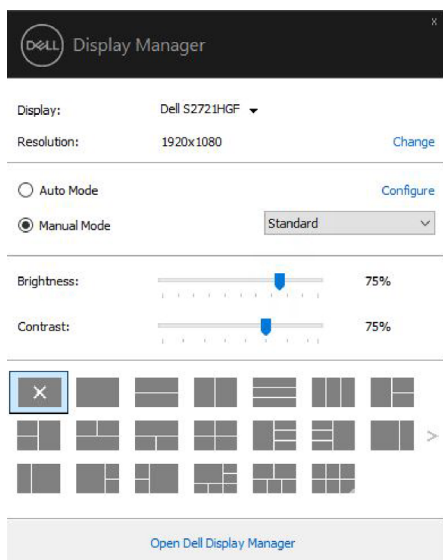 x
DELL Display Manager
Display: Dell S2721HGF
Resolution: 1920x1080 Change
Auto Mode Configure
Manual Mode Standard
Brightness: 75%
Contrast: 75%
Open Dell Display Manager